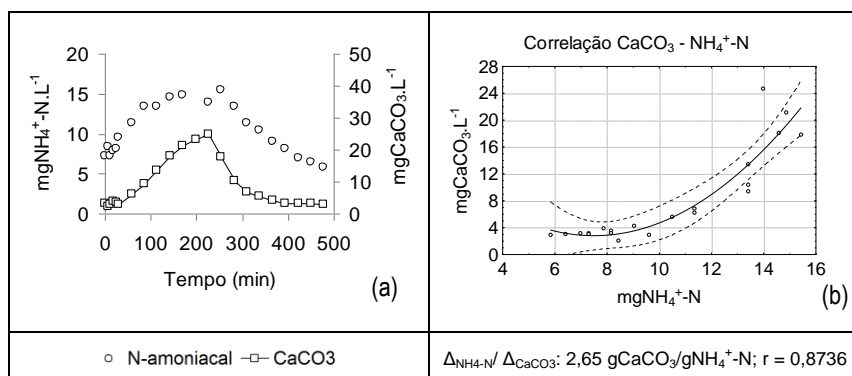 mgNH₄⁺-N.L⁻¹
20
15
10
5
0
50
40
30
20
10
0
mgCaCO₃.L⁻¹
0 100 200 300 400 500
Tempo (min)
(a)
Correlação CaCO₃ - NH₄⁺-N
mgCaCO₃.L⁻¹
28
24
20
16
12
8
4
0
4 6 8 10 12 14 16
mgNH₄⁺-N
(b)
N-amoniacal CaCO3
Δ_NH4-N/ Δ_CaCO3: 2,65 gCaCO₃/gNH₄⁺-N; r = 0,8736